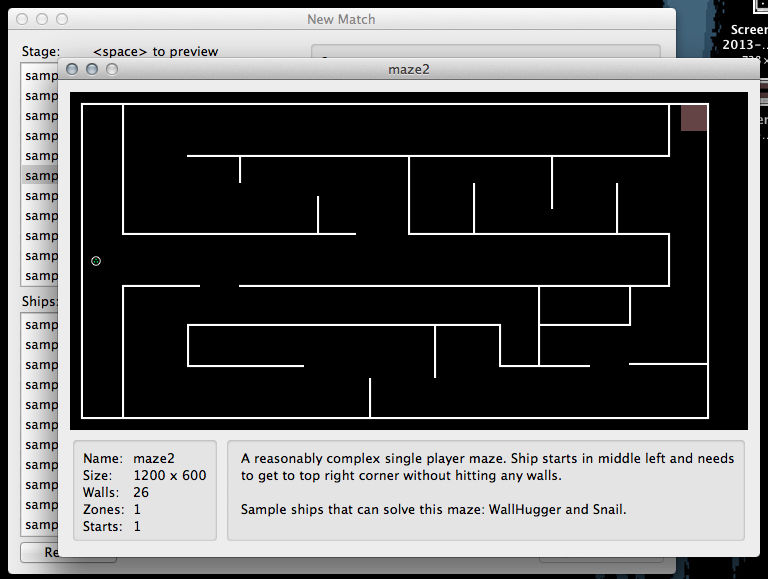 New Match
Screen
2013-...
Stage:
<space> to preview
maze2
samp
samp
samp
samp
samp
samp
samp
samp
samp
samp
samp
Ships:
samp
samp
samp
samp
samp
samp
samp
samp
samp
samp
samp
Name: maze2
Size: 1200 x 600
Walls: 26
Zones: 1
Starts: 1
A reasonably complex single player maze. Ship starts in middle left and needs
to get to top right corner without hitting any walls.
Sample ships that can solve this maze: WallHugger and Snail.
Re